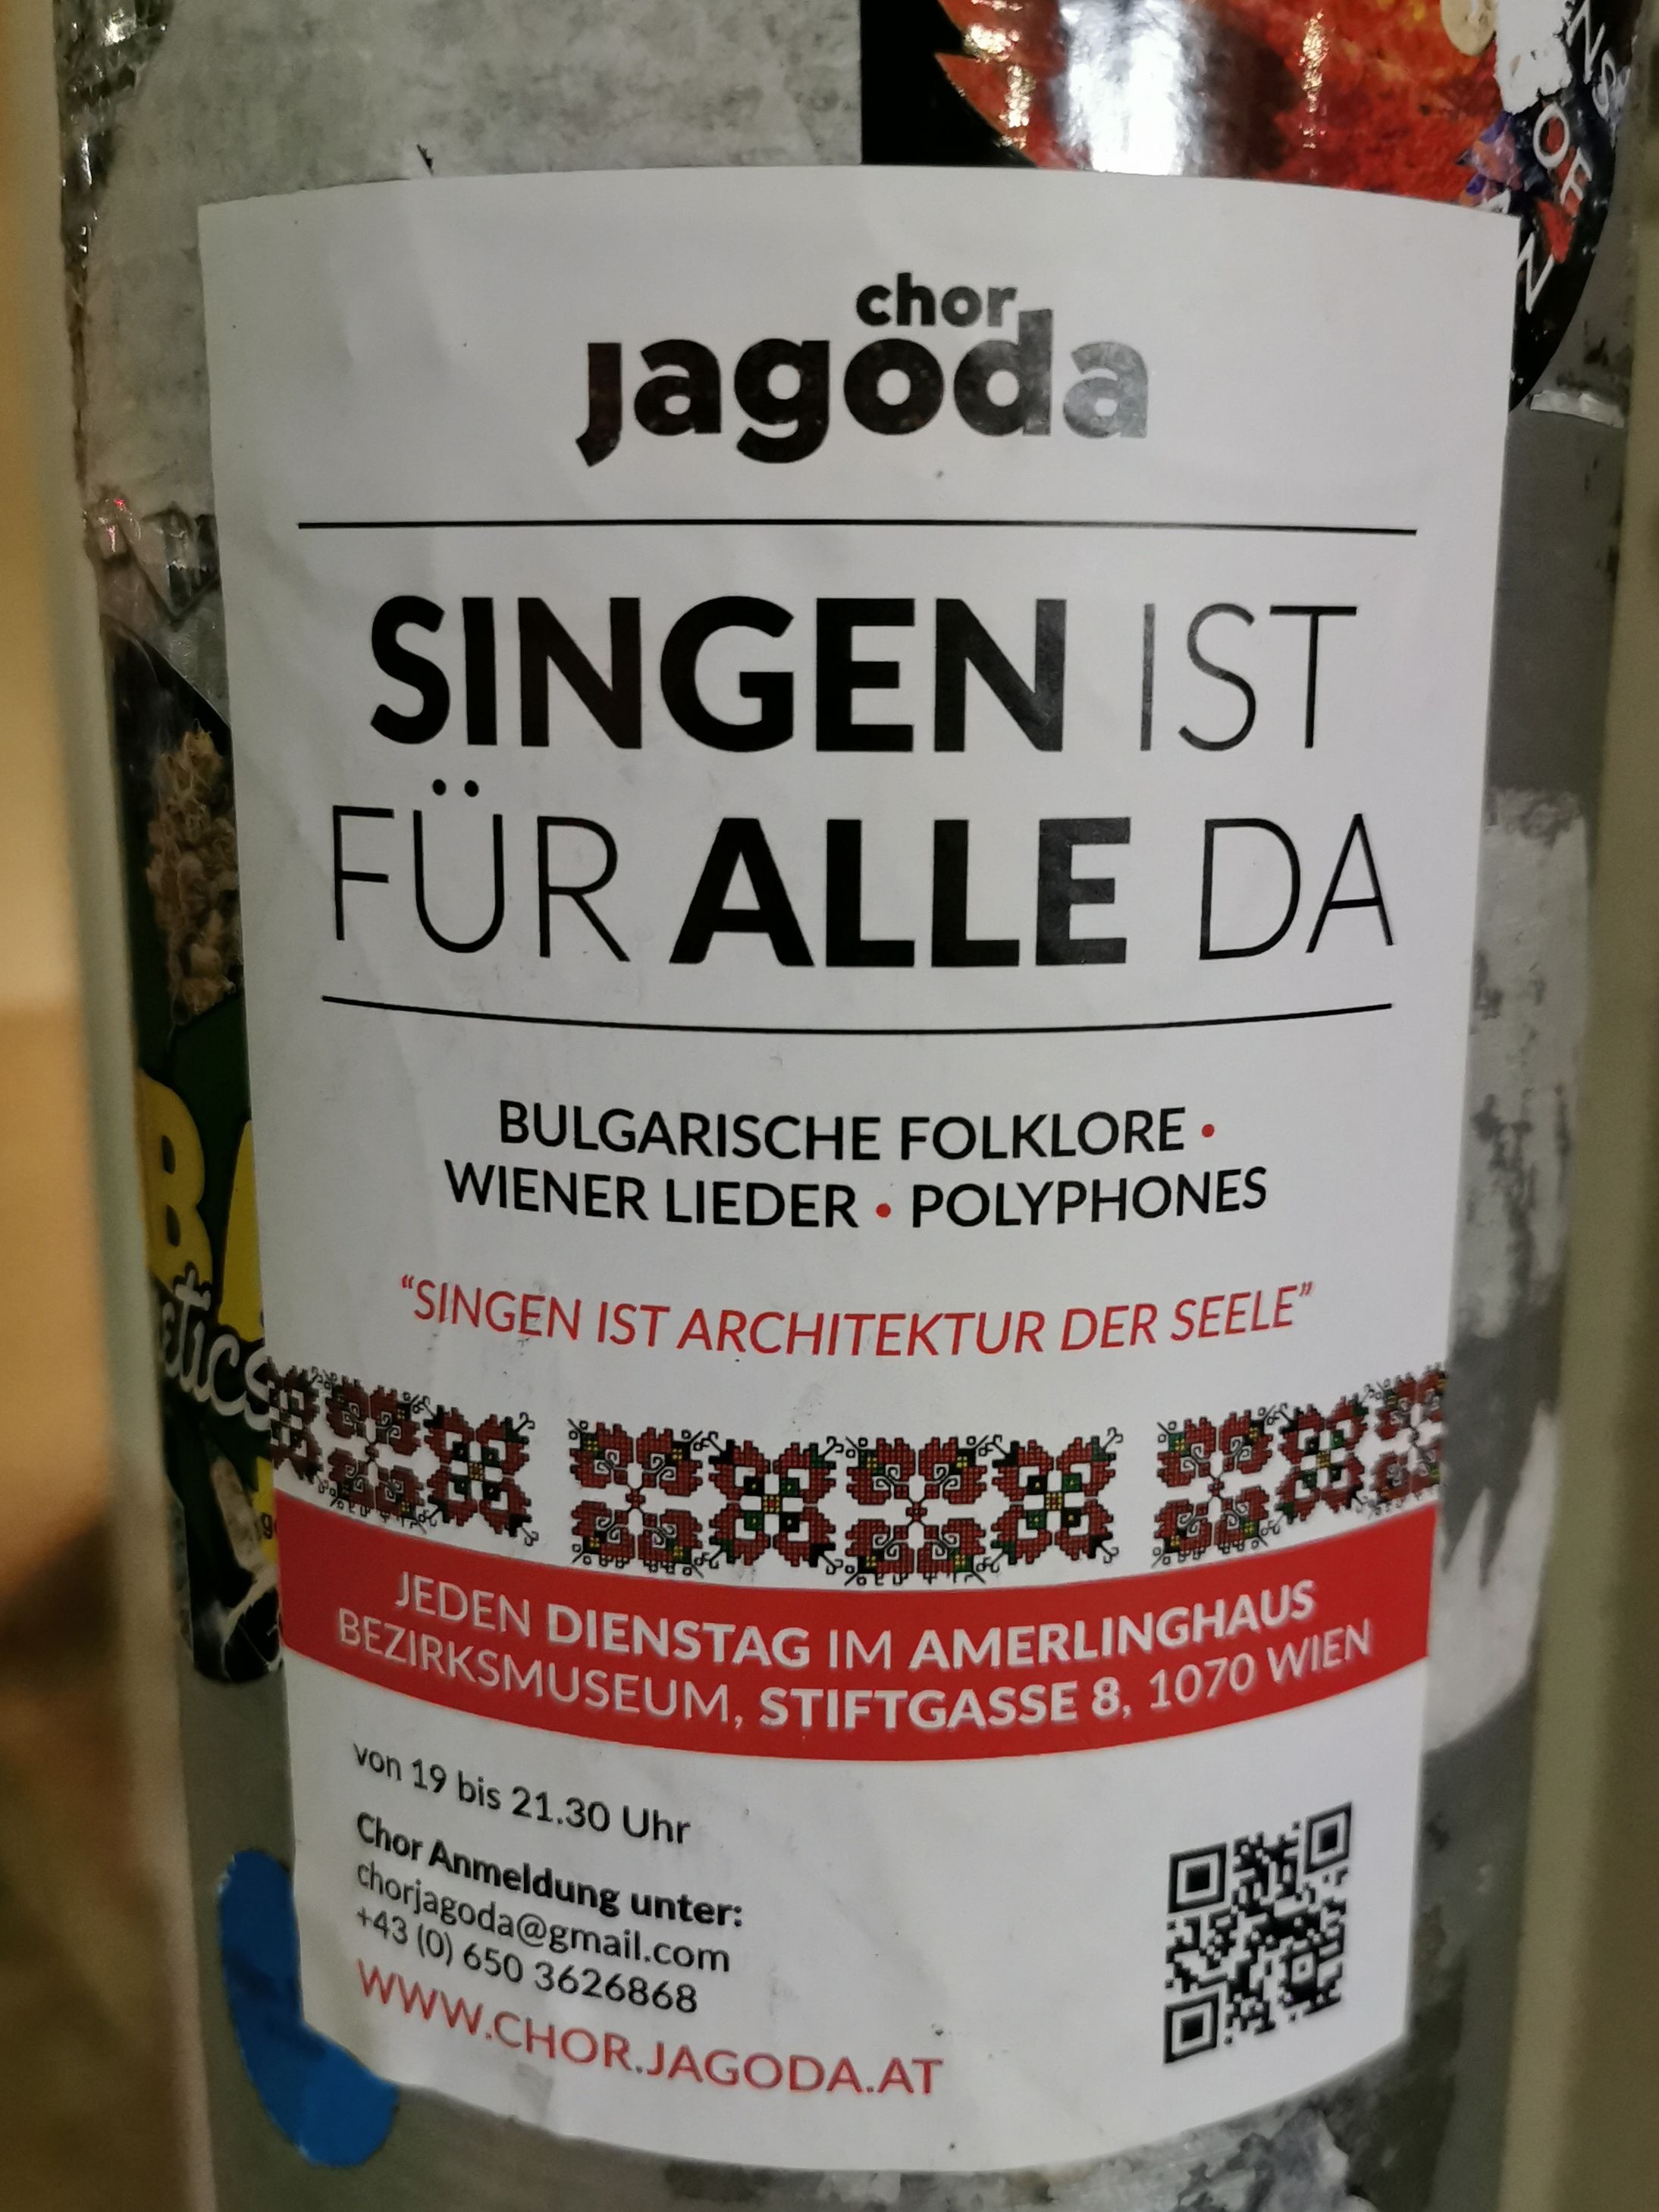 chor
jagoda
SINGEN IST
FÜR ALLE DA
BULGARISCHE FOLKLORE •
WIENER LIEDER • POLYPHONES
“SINGEN IST ARCHITEKTUR DER SEELE”
JEDEN DIENSTAG IM AMERLINGHAUS
BEZIRKSMUSEUM, STIFTGASSE 8, 1070 WIEN
von 19 bis 21.30 Uhr
Chor Anmeldung unter:
chorjagoda@gmail.com
+43 (0) 650 3626868
WWW.CHOR.JAGODA.AT